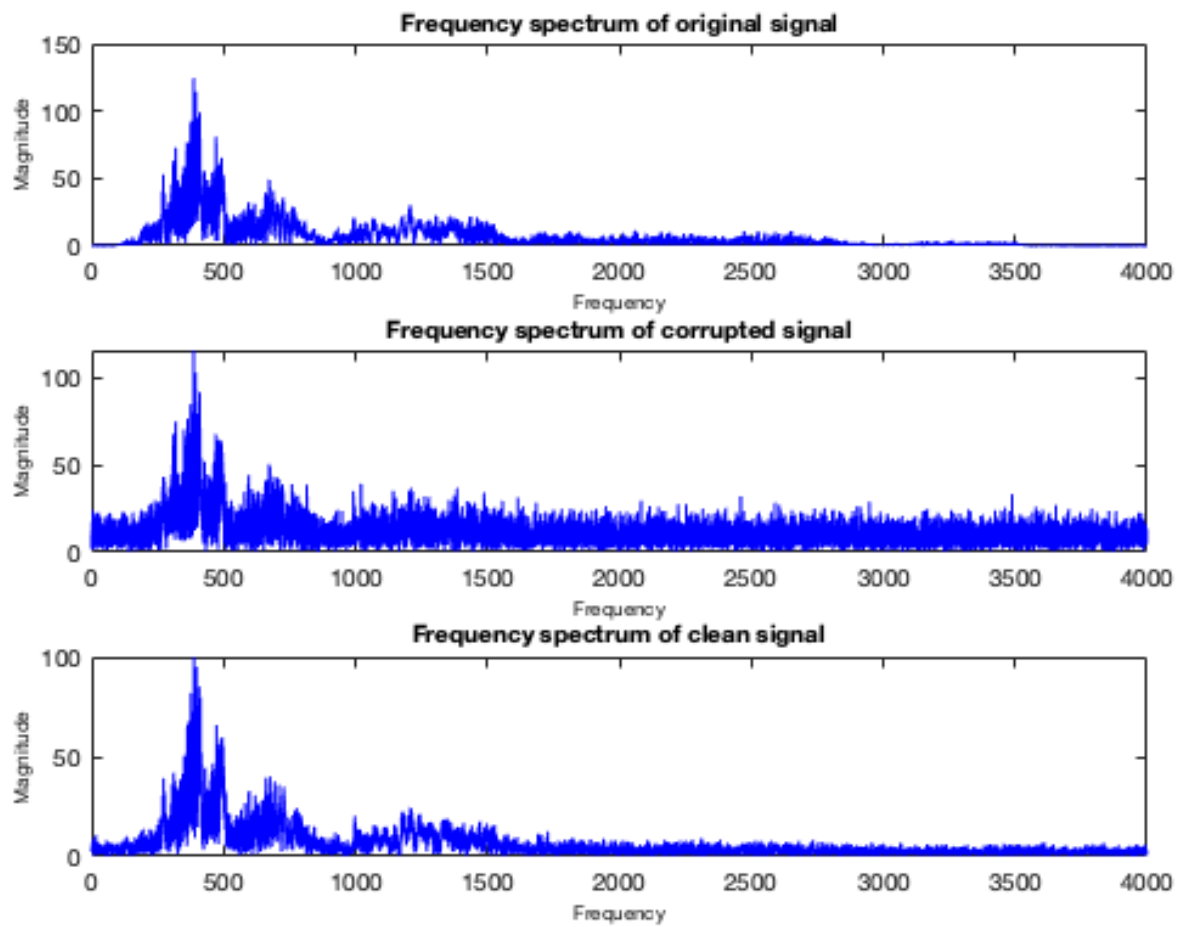 Frequency spectrum of original signal
150
100
50
0
Magnitude
0 500 1000 1500 2000 2500 3000 3500 4000
Frequency
Frequency spectrum of corrupted signal
100
50
0
Magnitude
0 500 1000 1500 2000 2500 3000 3500 4000
Frequency
Frequency spectrum of clean signal
100
50
0
Magnitude
0 500 1000 1500 2000 2500 3000 3500 4000
Frequency